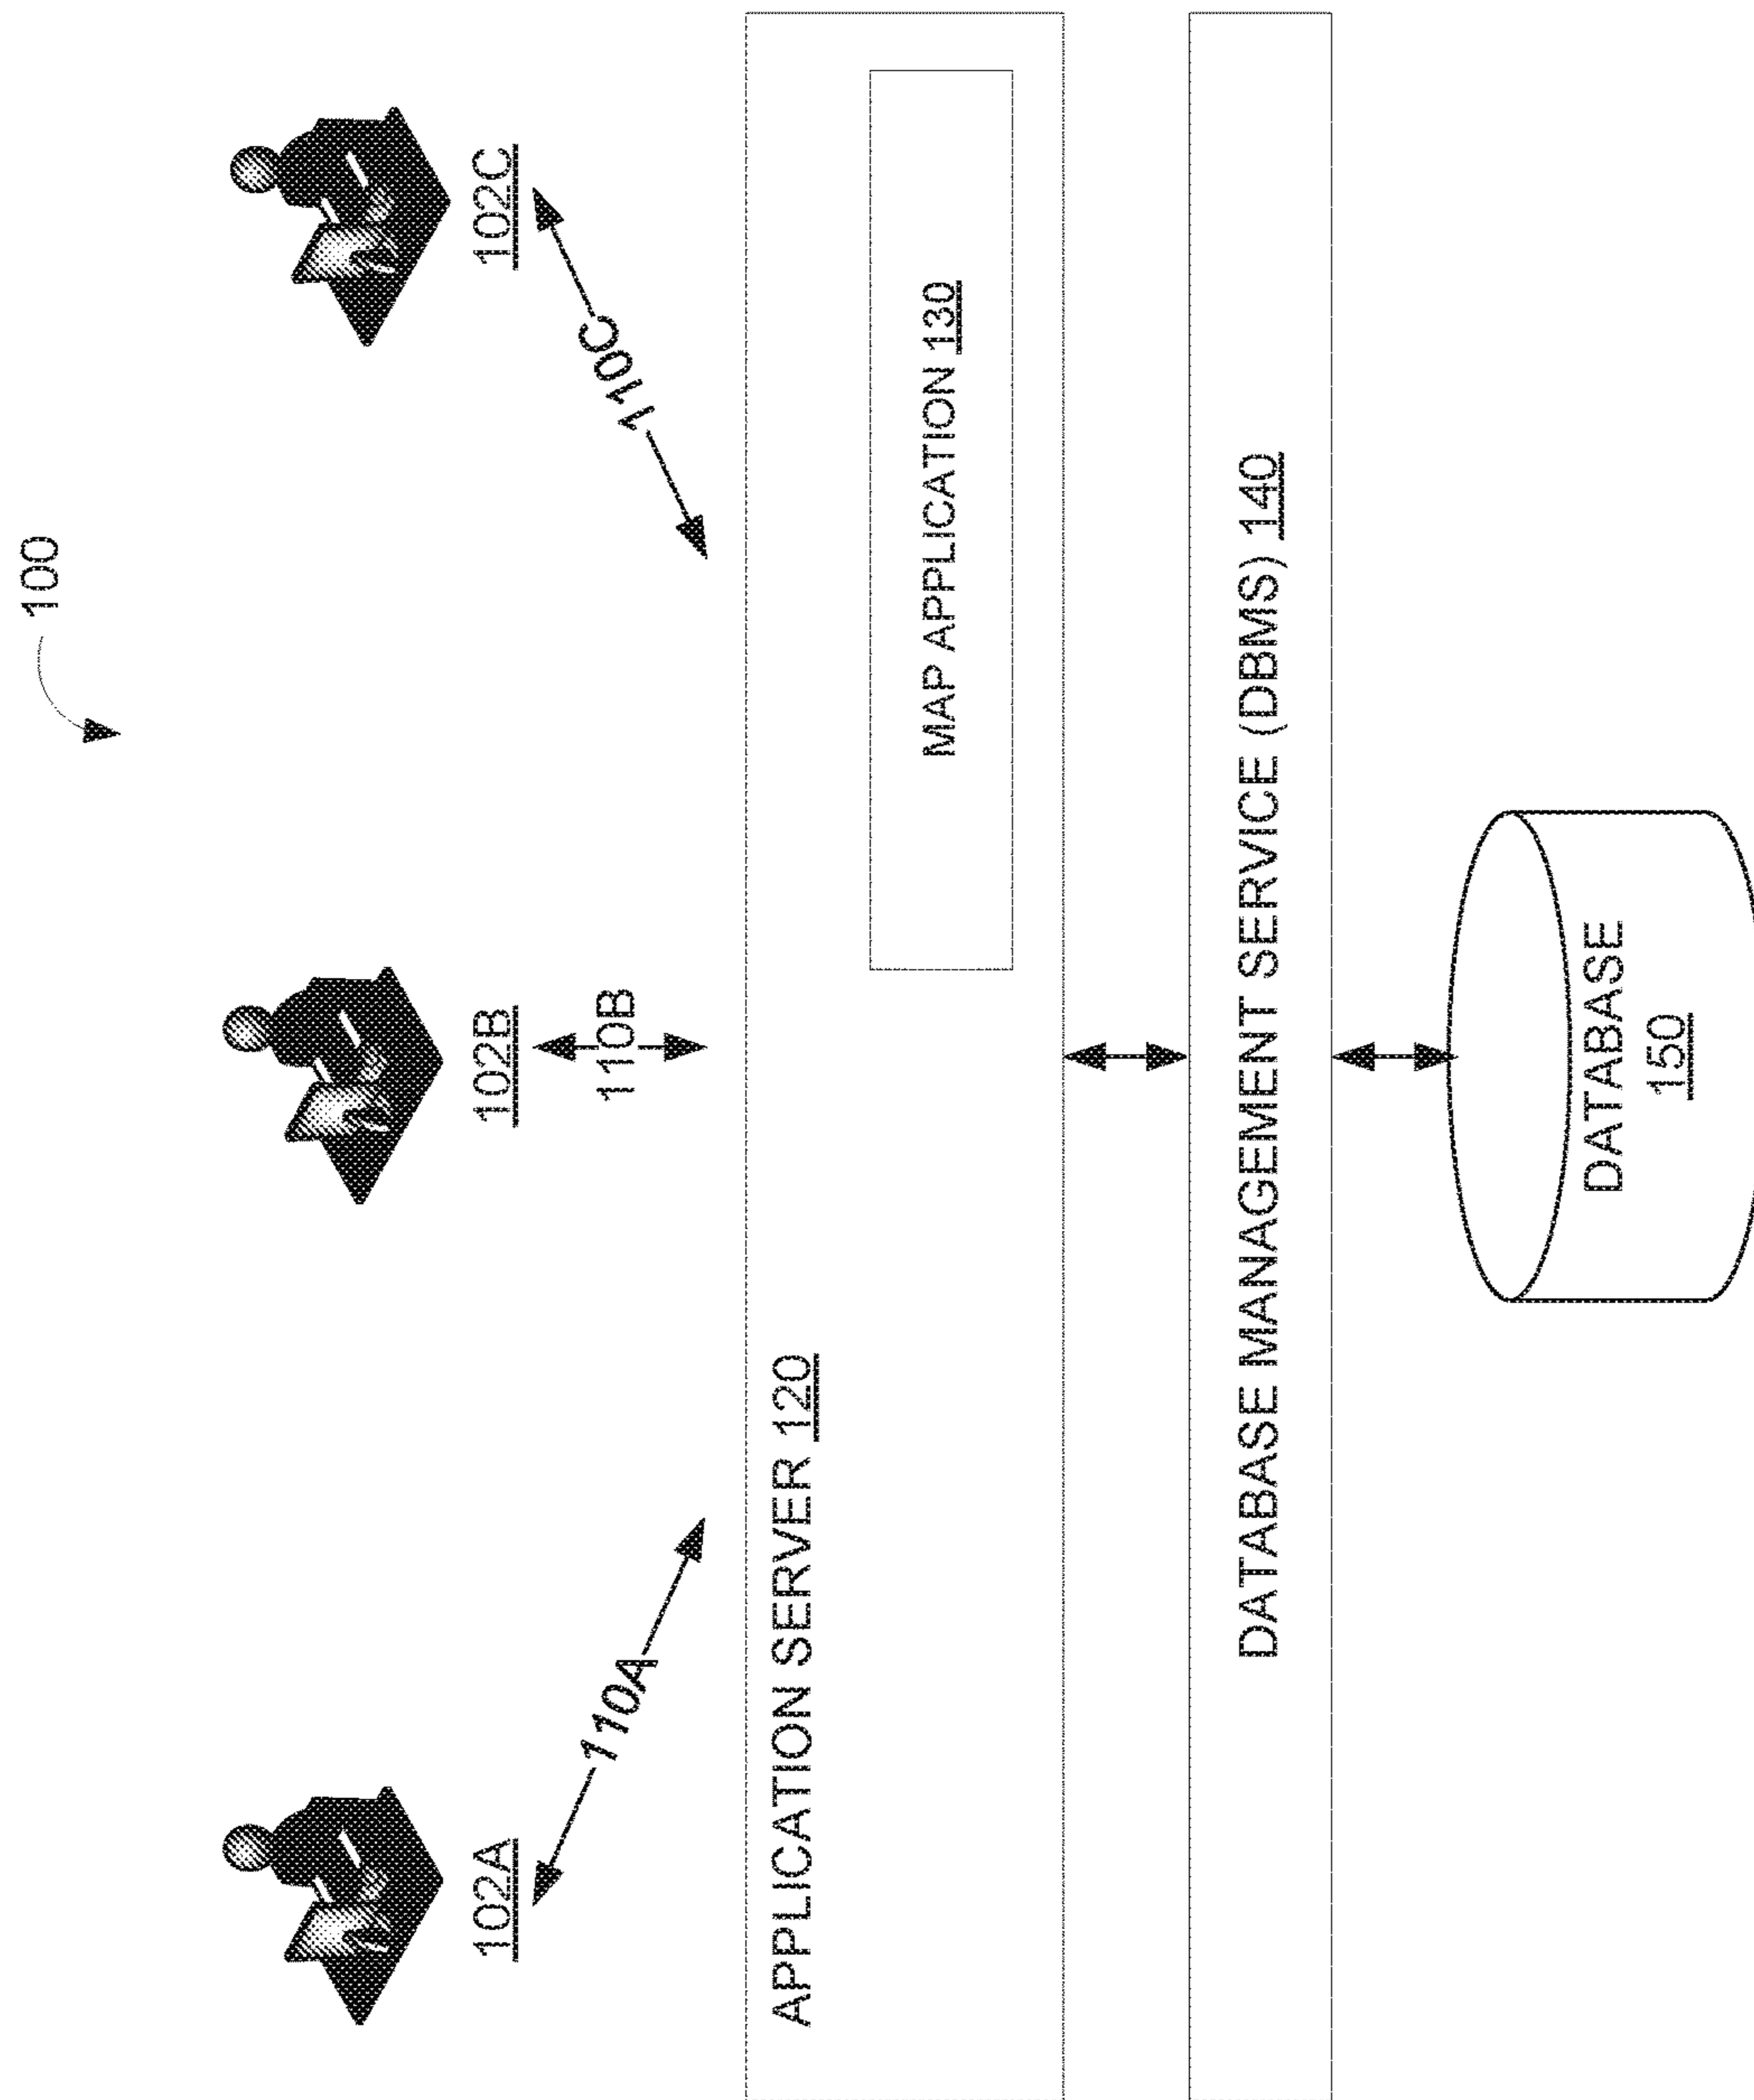 100
102A
102B
102C
110A
110B
110C
APPLICATION SERVER 120
MAP APPLICATION 130
DATABASE MANAGEMENT SERVICE (DBMS) 140
DATABASE
150